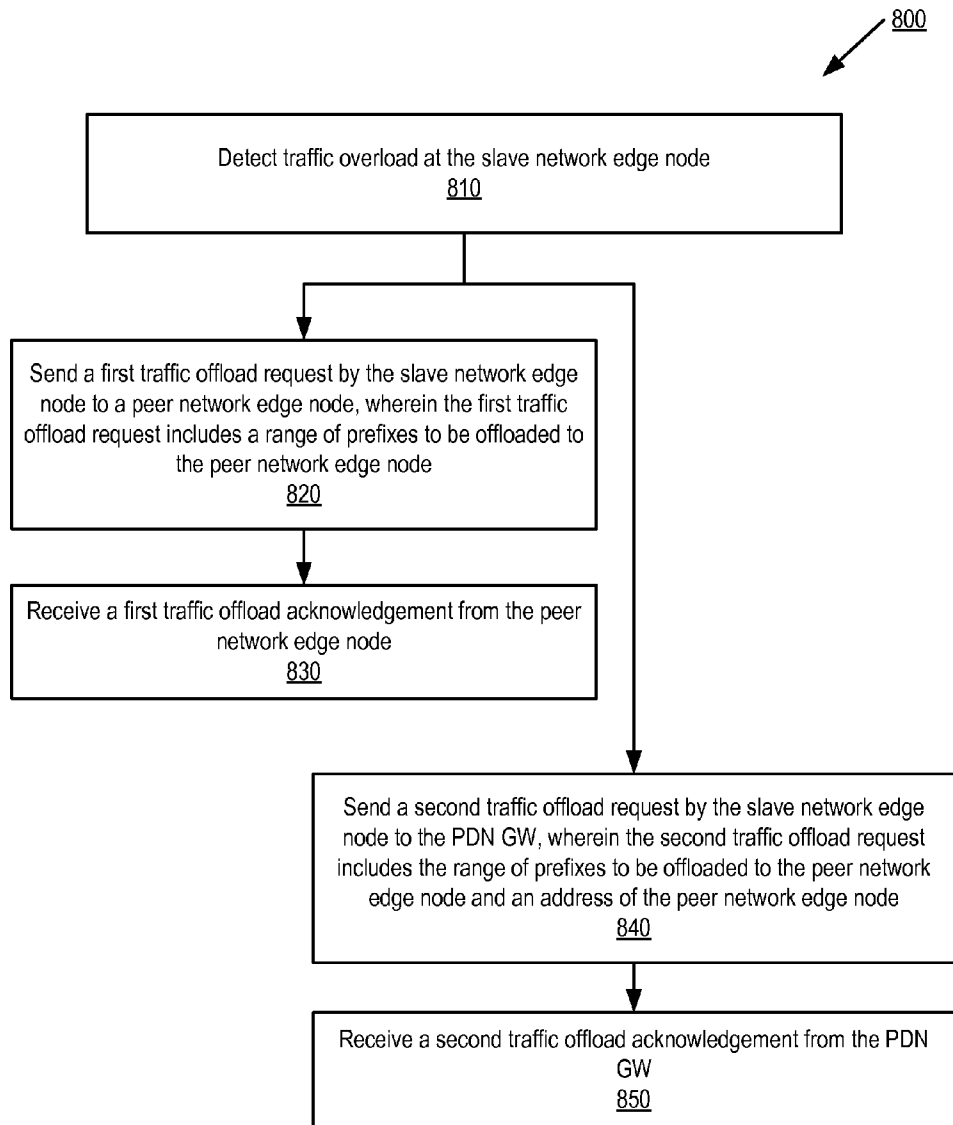 800
Detect traffic overload at the slave network edge node
810
Send a first traffic offload request by the slave network edge
node to a peer network edge node, wherein the first traffic
offload request includes a range of prefixes to be offloaded to
the peer network edge node
820
Receive a first traffic offload acknowledgement from the peer
network edge node
830
Send a second traffic offload request by the slave network edge
node to the PDN GW, wherein the second traffic offload request
includes the range of prefixes to be offloaded to the peer network
edge node and an address of the peer network edge node
840
Receive a second traffic offload acknowledgement from the PDN
GW
850